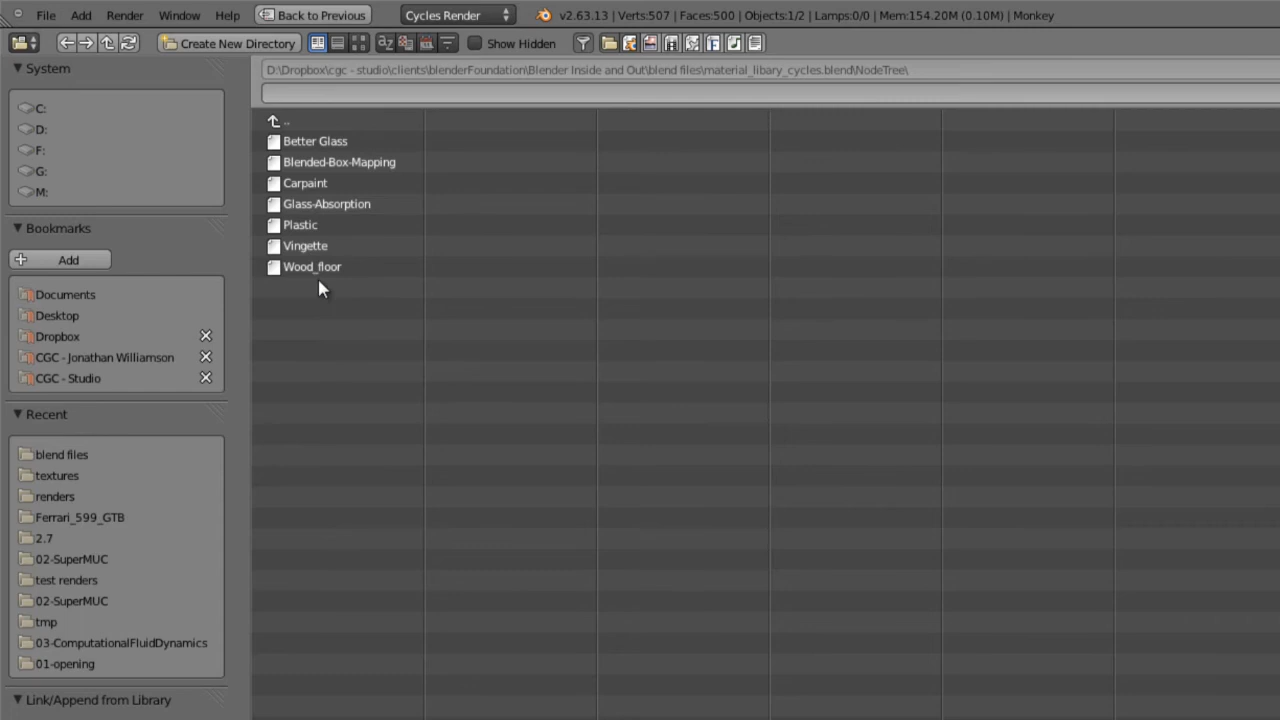 File Add Render Window Help Back to Previous Cycles Render v2.63.13 | Verts:507 | Faces:500 | Objects:1/2 | Lamps:0/0 | Mem:154.20M (0.10M) | Monkey
Create New Directory Show Hidden
System
D:\Dropbox\cgc - studio\clients\blenderFoundation\Blender Inside and Out\blend files\material_libary_cycles.blend\NodeTree\
C:
D:
F:
G:
M:
Bookmarks
Add
Documents
Desktop
Dropbox
CGC - Jonathan Williamson
CGC - Studio
Recent
blend files
textures
renders
Ferrari_599_GTB
2.7
02-SuperMUC
test renders
02-SuperMUC
tmp
03-ComputationalFluidDynamics
01-opening
Link/Append from Library
..
Better Glass
Blended-Box-Mapping
Carpaint
Glass-Absorption
Plastic
Vingette
Wood_floor